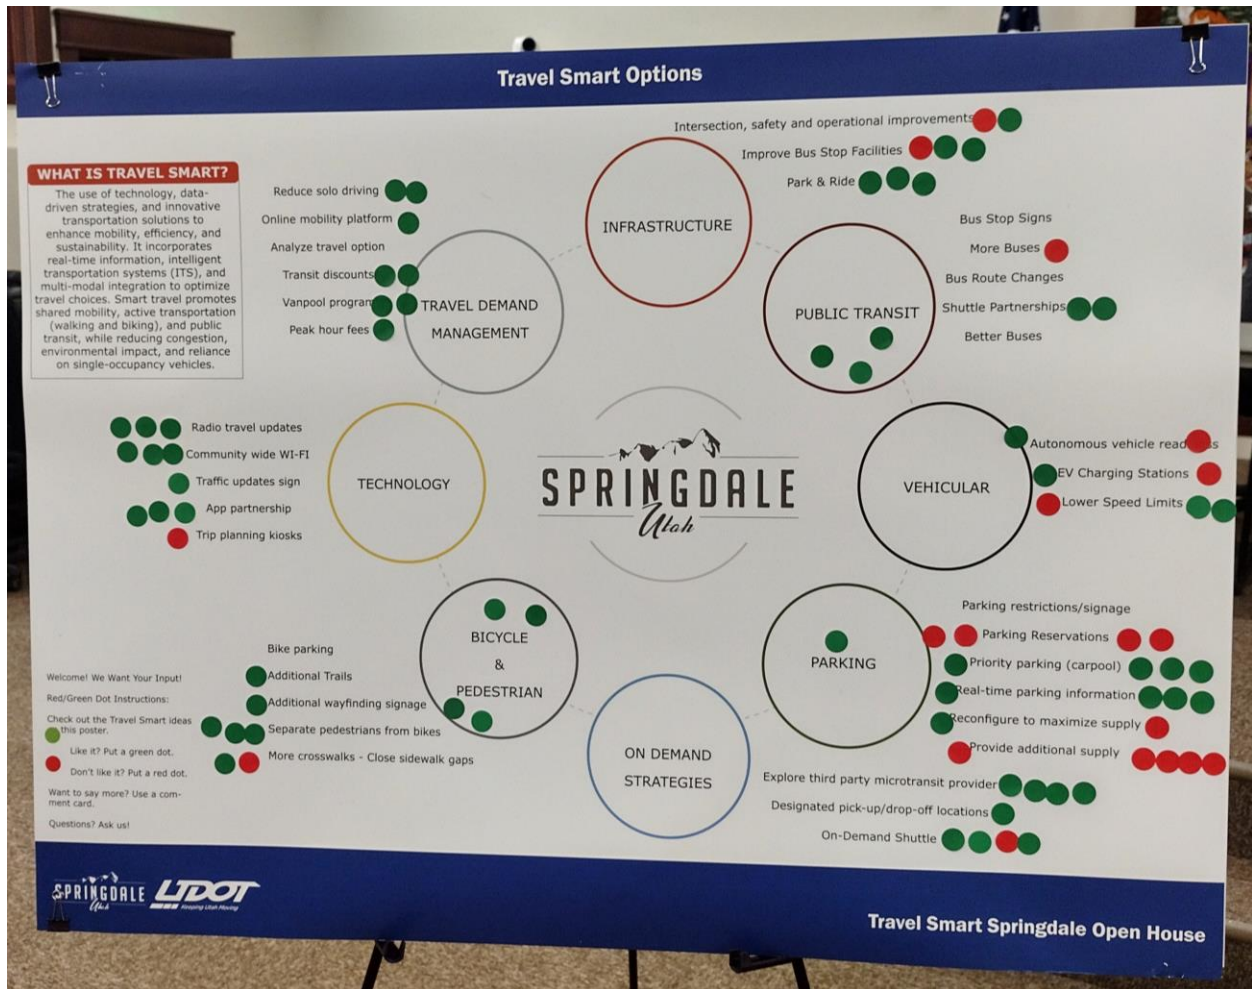 Travel Smart Options
WHAT IS TRAVEL SMART?
The use of technology, data-
driven strategies, and innovative
transportation solutions to
enhance mobility, efficiency, and
sustainability. It incorporates
real-time information, intelligent
transportation systems (ITS), and
multi-modal integration to optimize
travel choices. Smart travel promotes
shared mobility, active transportation
(walking and biking), and public
transit, while reducing congestion,
environmental impact, and reliance
on single-occupancy vehicles.
Reduce solo driving
Online mobility platform
Analyze travel option
Transit discounts
Vanpool program
Peak hour fees
TRAVEL DEMAND
MANAGEMENT
INFRASTRUCTURE
Intersection, safety and operational improvements
Improve Bus Stop Facilities
Park & Ride
PUBLIC TRANSIT
Bus Stop Signs
More Buses
Bus Route Changes
Shuttle Partnerships
Better Buses
Radio travel updates
Community wide WI-FI
Traffic updates sign
App partnership
Trip planning kiosks
TECHNOLOGY
SPRINGDALE
Utah
VEHICULAR
Autonomous vehicle readiness
EV Charging Stations
Lower Speed Limits
Bike parking
Additional Trails
Additional wayfinding signage
Separate pedestrians from bikes
More crosswalks - Close sidewalk gaps
BICYCLE
&
PEDESTRIAN
PARKING
Parking restrictions/signage
Parking Reservations
Priority parking (carpool)
Real-time parking information
Reconfigure to maximize supply
Provide additional supply
ON DEMAND
STRATEGIES
Explore third party microtransit provider
Designated pick-up/drop-off locations
On-Demand Shuttle
Welcome! We Want Your Input!
Red/Green Dot Instructions:
Check out the Travel Smart ideas
this poster.
Like it? Put a green dot.
Don't like it? Put a red dot.
Want to say more? Use a com-
ment card.
Questions? Ask us!
SPRINGDALE
Utah
UDOT
Keeping Utah Moving
Travel Smart Springdale Open House